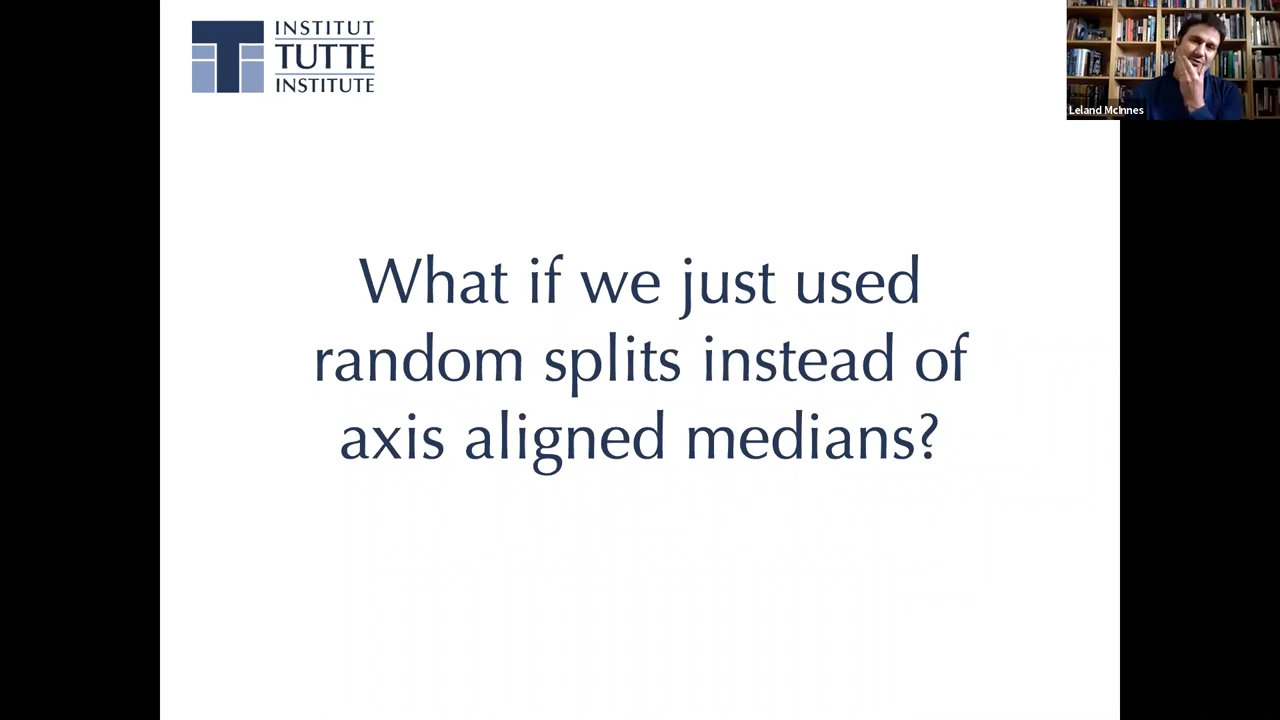 INSTITUT
TUTTE
INSTITUTE
Leland McInnes
What if we just used
random splits instead of
axis aligned medians?